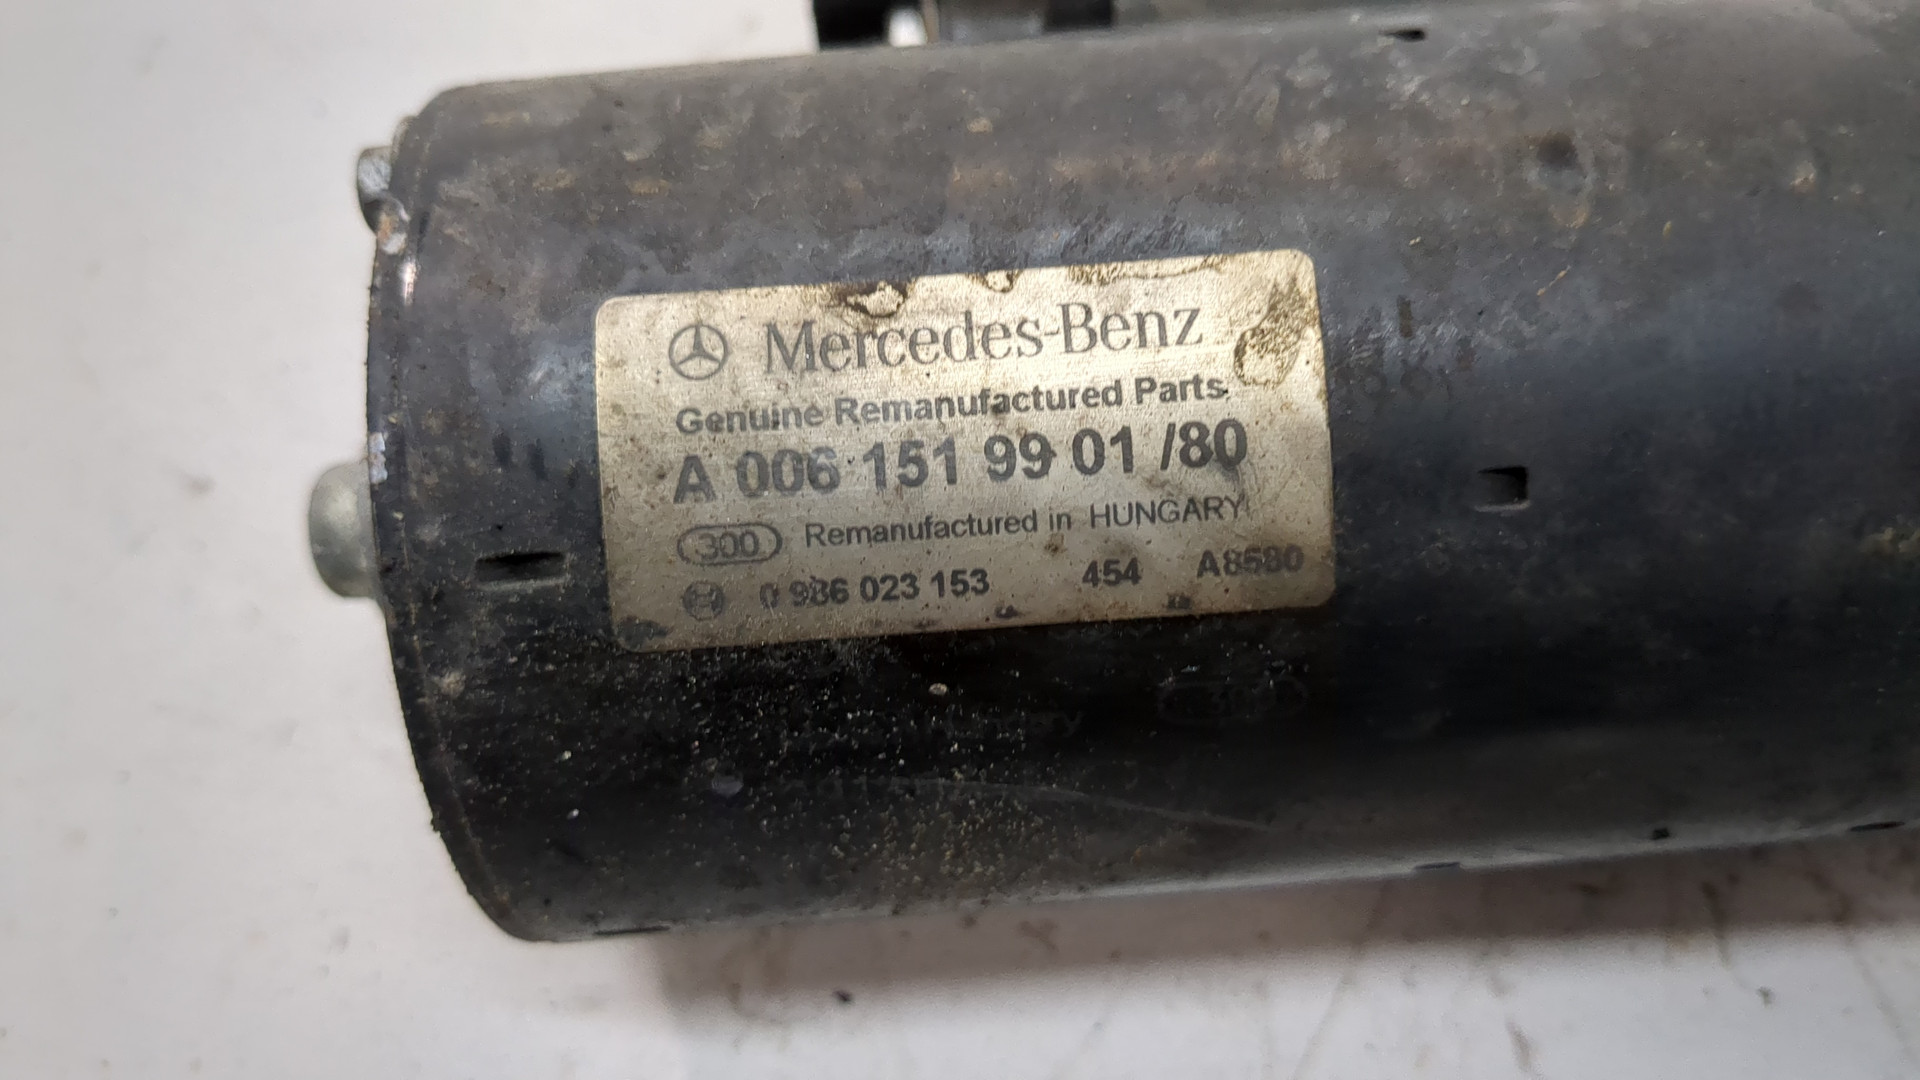 Mercedes-Benz
Genuine Remanufactured Parts
A 006 151 99 01 /80
300 Remanufactured in HUNGARY
0 986 023 153 454 A8580